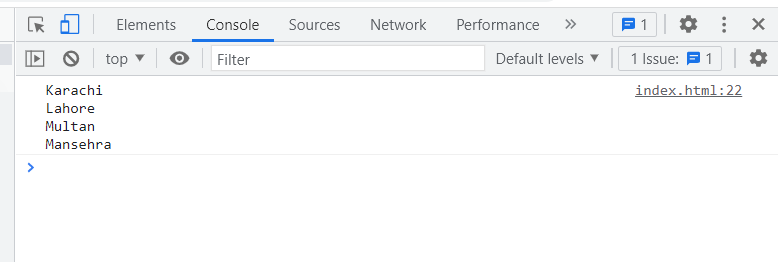 Elements Console Sources Network Performance 1
top Filter Default levels 1 Issue: 1
Karachi index.html:22
Lahore
Multan
Mansehra